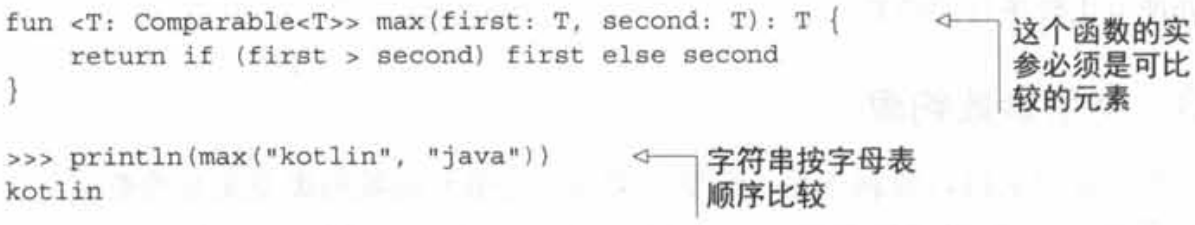 fun <T: Comparable<T>> max(first: T, second: T): T {
这个函数的实
    return if (first > second) first else second
参必须是可比
}
较的元素
>>> println(max("kotlin", "java"))
字符串按字母表
kotlin
顺序比较